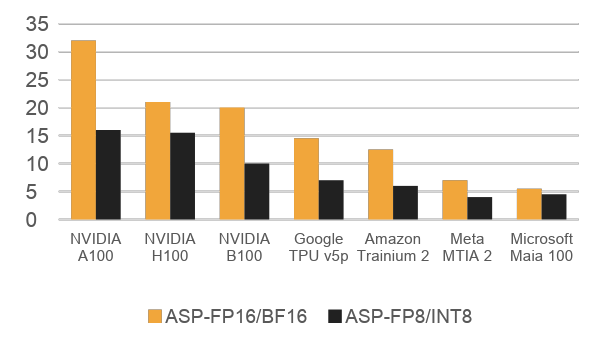 35
30
25
20
15
10
5
0
NVIDIA A100
NVIDIA H100
NVIDIA B100
Google TPU v5p
Amazon Trainium 2
Meta MTIA 2
Microsoft Maia 100
ASP-FP16/BF16 ASP-FP8/INT8